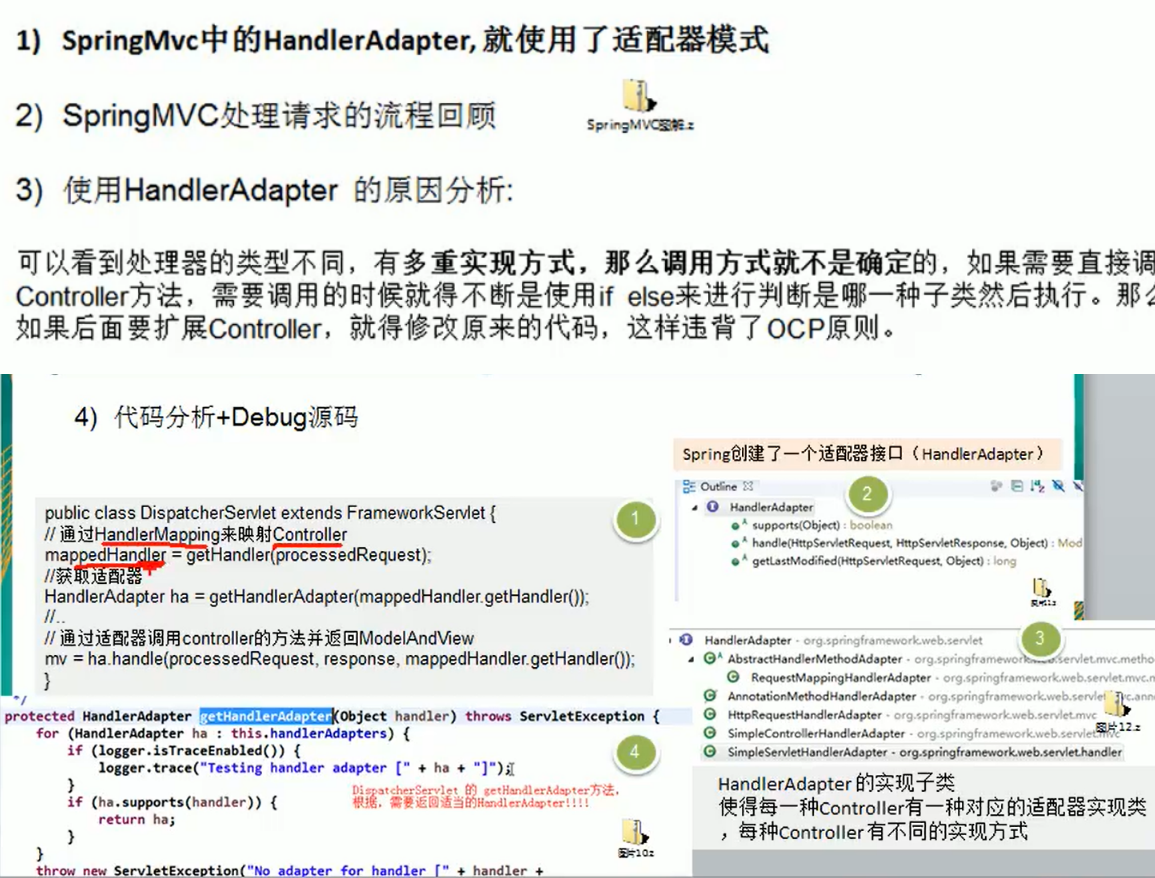 1) SpringMvc中的HandlerAdapter, 就使用了适配器模式
2) SpringMVC处理请求的流程回顾
SpringMVC图解.z
3) 使用HandlerAdapter 的原因分析:
可以看到处理器的类型不同，有多重实现方式，那么调用方式就不是确定的，如果需要直接调
Controller方法，需要调用的时候就得不断是使用if else来进行判断是哪一种子类然后执行。那么
如果后面要扩展Controller，就得修改原来的代码，这样违背了OCP原则。
4) 代码分析+Debug源码
public class DispatcherServlet extends FrameworkServlet {
// 通过HandlerMapping来映射Controller
mappedHandler = getHandler(processedRequest);
//获取适配器
HandlerAdapter ha = getHandlerAdapter(mappedHandler.getHandler());
//..
// 通过适配器调用controller的方法并返回ModelAndView
mv = ha.handle(processedRequest, response, mappedHandler.getHandler());
}
1
Spring创建了一个适配器接口（HandlerAdapter）
Outline
2
HandlerAdapter
supports(Object) : boolean
handle(HttpServletRequest, HttpServletResponse, Object) : Mod
getLastModified(HttpServletRequest, Object) : long
HandlerAdapter - org.springframework.web.servlet
3
AbstractHandlerMethodAdapter - org.springframework.web.servlet.mvc.metho
RequestMappingHandlerAdapter - org.springframework.web.servlet.mvc.m
AnnotationMethodHandlerAdapter - org.springframework.web.servlet.mvc.anno
HttpRequestHandlerAdapter - org.springframework.web.servlet.mvc
SimpleControllerHandlerAdapter - org.springframework.web.servlet.mvc
SimpleServletHandlerAdapter - org.springframework.web.servlet.handler
图片12.z
HandlerAdapter 的实现子类
使得每一种Controller有一种对应的适配器实现类
，每种Controller有不同的实现方式
*/
protected HandlerAdapter getHandlerAdapter(Object handler) throws ServletException {
for (HandlerAdapter ha : this.handlerAdapters) {
if (logger.isTraceEnabled()) {
logger.trace("Testing handler adapter [" + ha + "]");
}
if (ha.supports(handler)) {
return ha;
}
}
throw new ServletException("No adapter for handler [" + handler +
4
DispatcherServlet 的 getHandlerAdapter方法，
根据，需要返回适当的HandlerAdapter!!!!
图片10.z